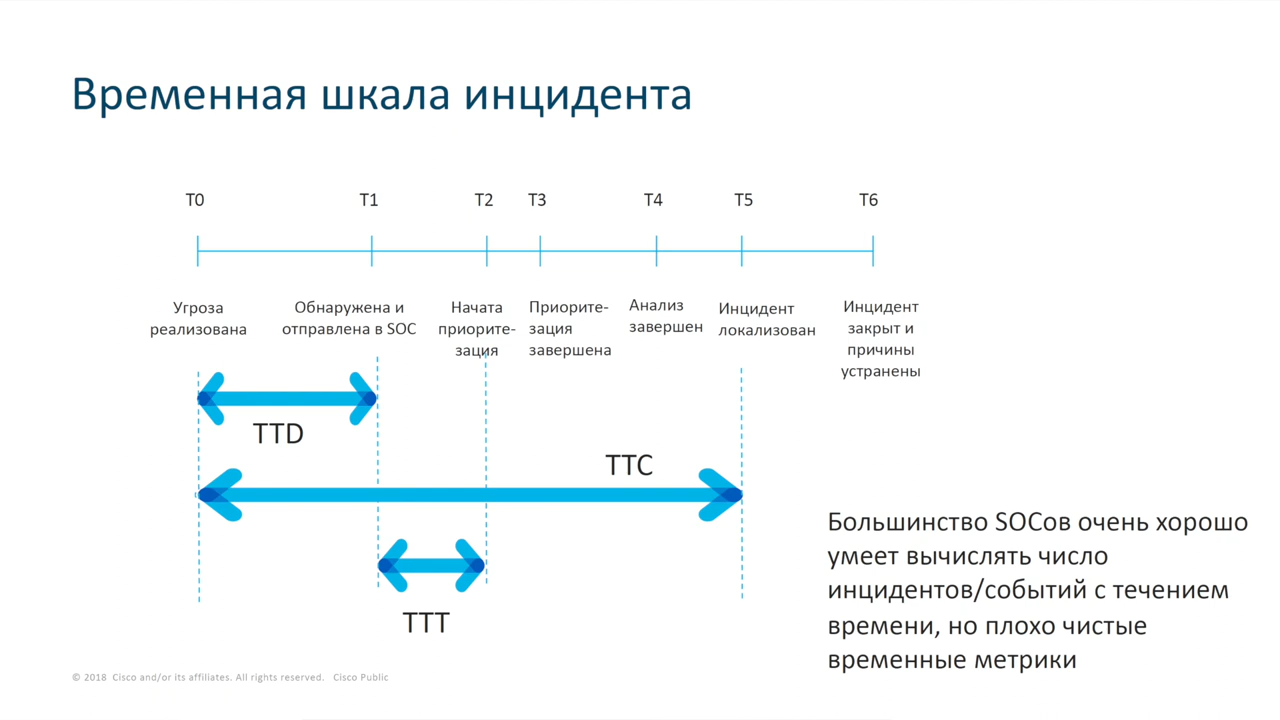 Временная шкала инцидента
T0 T1 T2 T3 T4 T5 T6
Угроза
реализована
Обнаружена и
отправлена в SOC
Начата
приорите-
зация
Приорите-
зация
завершена
Анализ
завершен
Инцидент
локализован
Инцидент
закрыт и
причины
устранены
TTD
TTC
TTT
Большинство SOCов очень хорошо
умеет вычислять число
инцидентов/событий с течением
времени, но плохо чистые
временные метрики
© 2018 Cisco and/or its affiliates. All rights reserved. Cisco Public